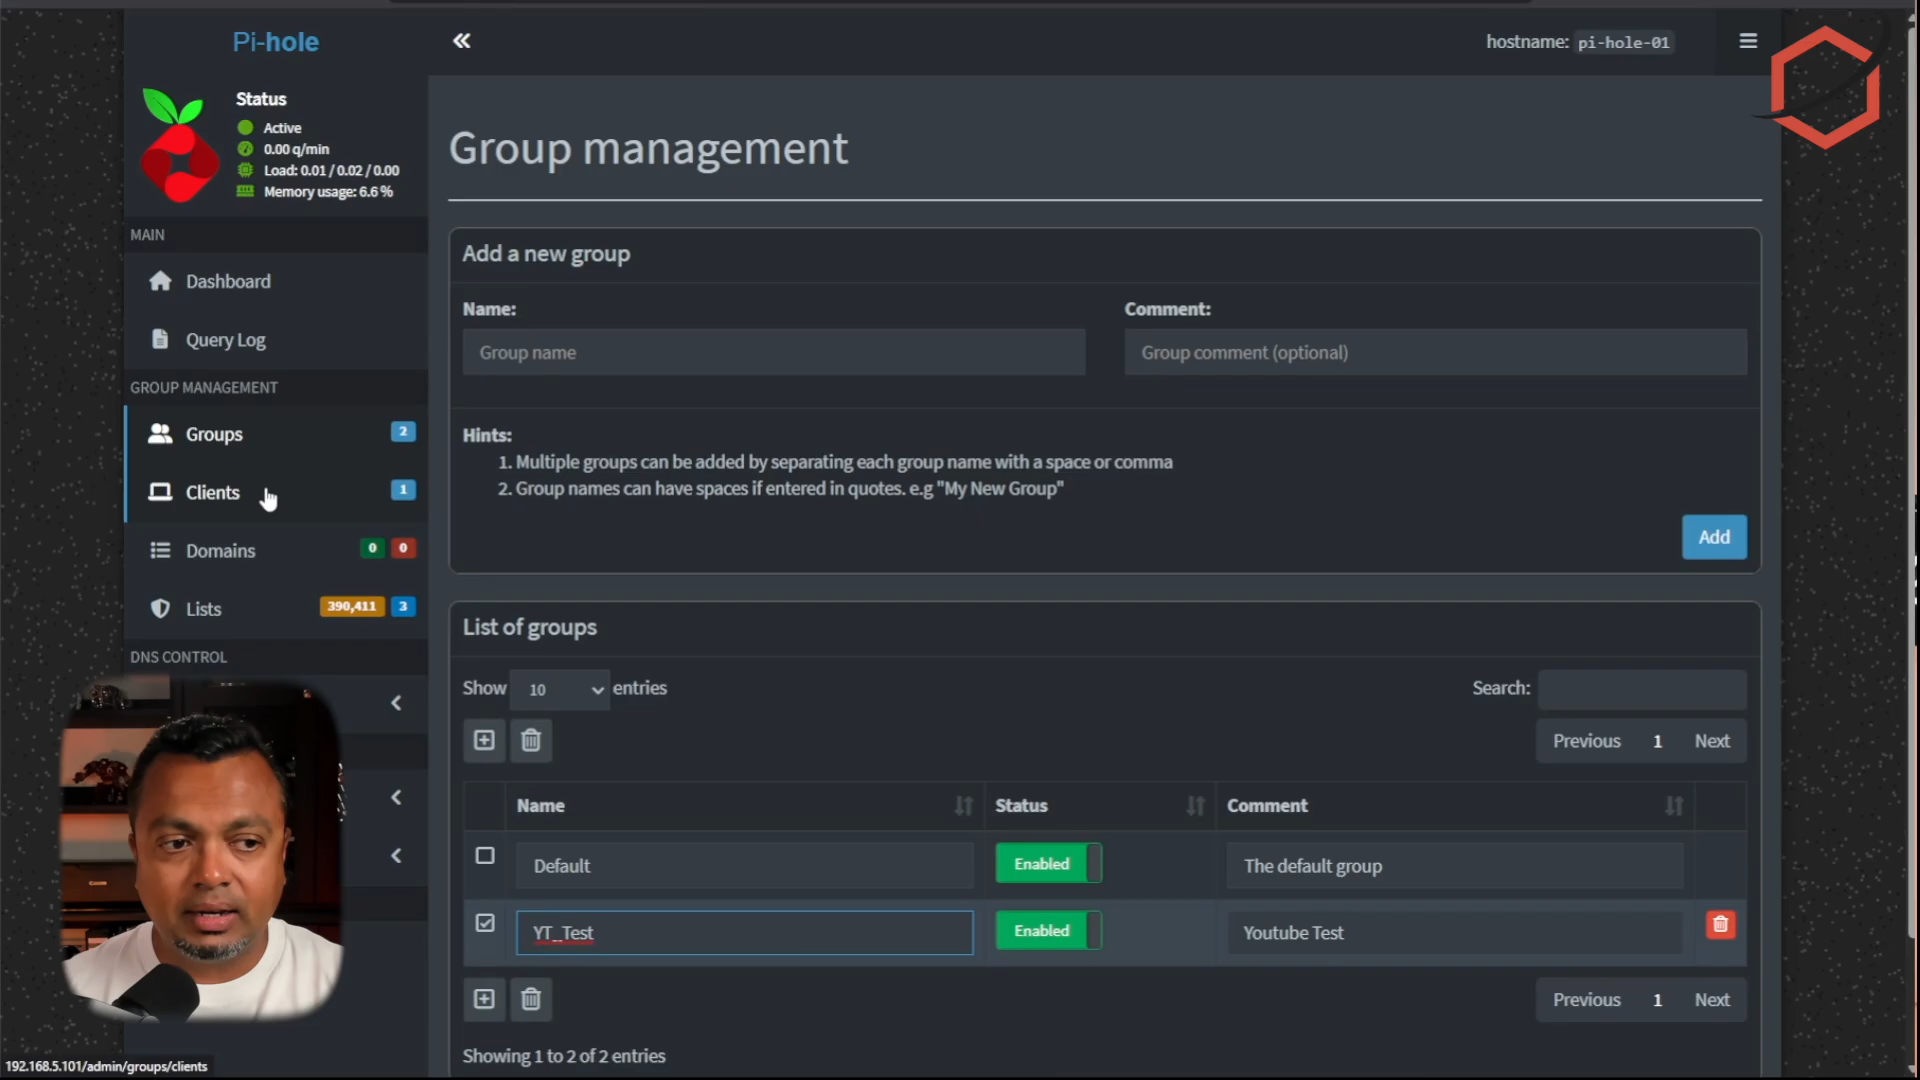 Pi-hole
hostname: pi-hole-01
Status
Active
0.00 q/min
Load: 0.01 / 0.02 / 0.00
Memory usage: 6.6 %
MAIN
Dashboard
Query Log
GROUP MANAGEMENT
Groups 2
Clients 1
Domains 0 0
Lists 390,411 3
DNS CONTROL
Group management
Add a new group
Name: Comment:
Group name Group comment (optional)
Hints:
1. Multiple groups can be added by separating each group name with a space or comma
2. Group names can have spaces if entered in quotes. e.g "My New Group"
Add
List of groups
Show 10 entries Search:
Previous 1 Next
Name Status Comment
Default Enabled The default group
YT_Test Enabled Youtube Test
Previous 1 Next
Showing 1 to 2 of 2 entries
192.168.5.101/admin/groups/clients